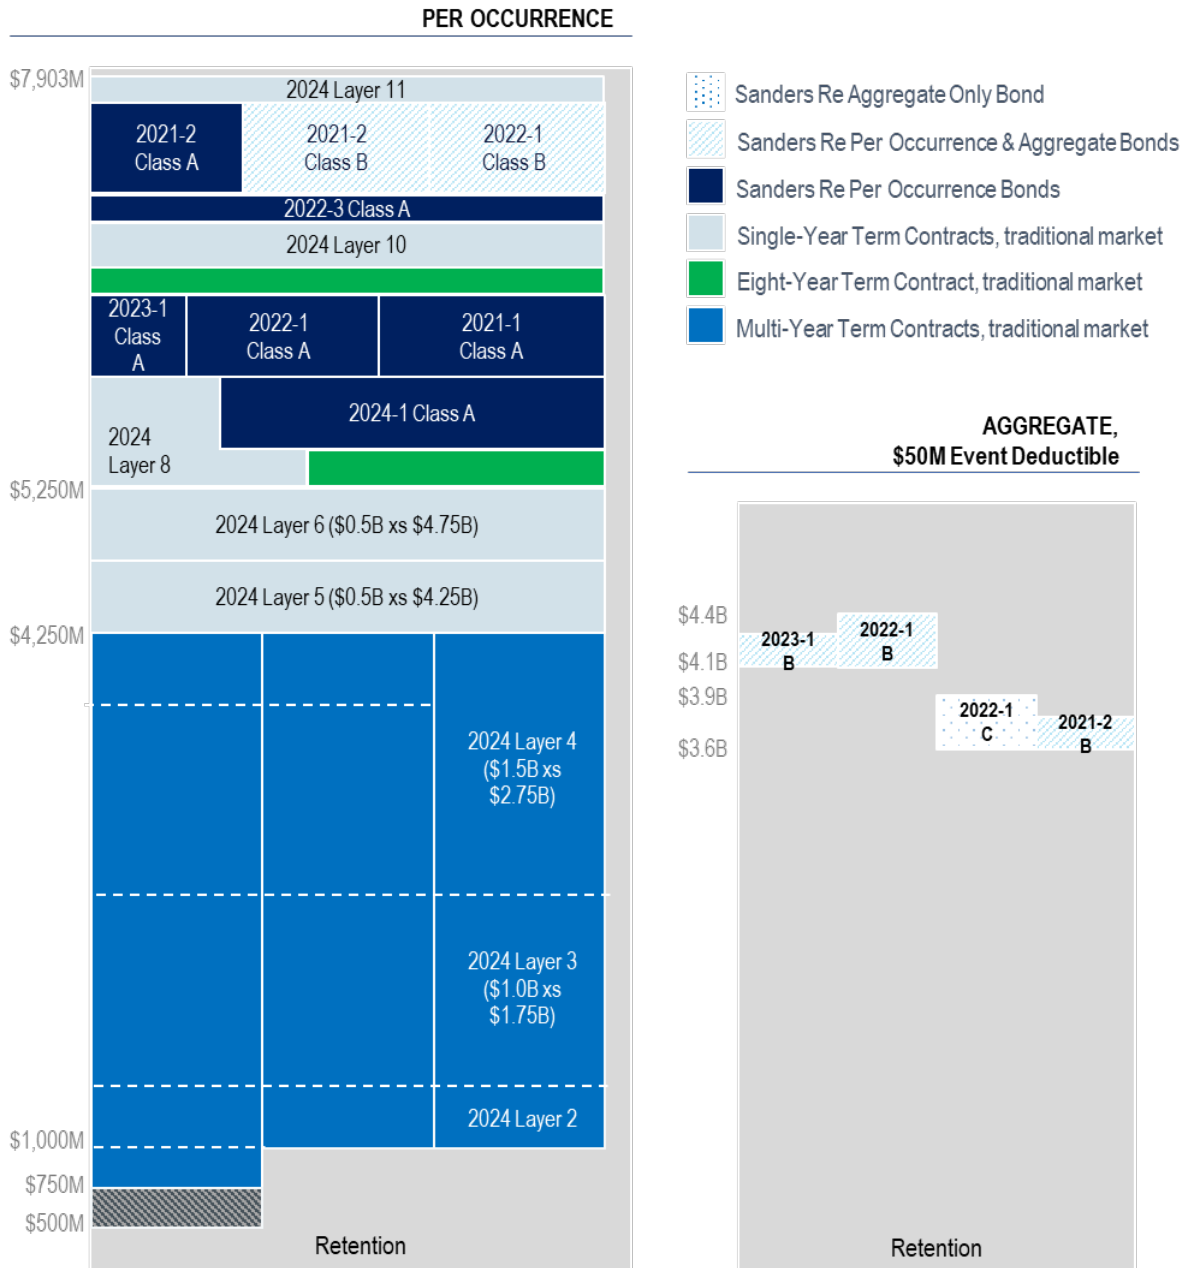 PER OCCURRENCE
$7,903M
2024 Layer 11
2021-2
Class A
2021-2
Class B
2022-1
Class B
2022-3 Class A
2024 Layer 10
2023-1
Class
A
2022-1
Class A
2021-1
Class A
2024-1 Class A
2024
Layer 8
$5,250M
2024 Layer 6 ($0.5B xs $4.75B)
2024 Layer 5 ($0.5B xs $4.25B)
$4,250M
2024 Layer 4
($1.5B xs
$2.75B)
2024 Layer 3
($1.0B xs
$1.75B)
2024 Layer 2
$1,000M
$750M
$500M
Retention
Sanders Re Aggregate Only Bond
Sanders Re Per Occurrence & Aggregate Bonds
Sanders Re Per Occurrence Bonds
Single-Year Term Contracts, traditional market
Eight-Year Term Contract, traditional market
Multi-Year Term Contracts, traditional market
AGGREGATE,
$50M Event Deductible
$4.4B
$4.1B
$3.9B
$3.6B
2023-1
B
2022-1
B
2022-1
C
2021-2
B
Retention